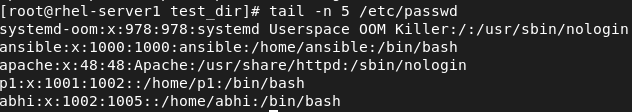 [root@rhel-server1 test_dir]# tail -n 5 /etc/passwd
systemd-oom:x:978:978:systemd Userspace OOM Killer:/:/usr/sbin/nologin
ansible:x:1000:1000:ansible:/home/ansible:/bin/bash
apache:x:48:48:Apache:/usr/share/httpd:/sbin/nologin
p1:x:1001:1002::/home/p1:/bin/bash
abhi:x:1002:1005::/home/abhi:/bin/bash